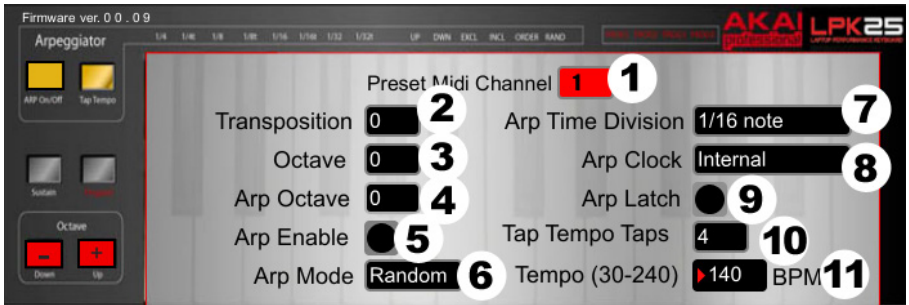 Firmware ver. 0 0 . 0 9
Arpeggiator
1/4 1/4t 1/8 1/8t 1/16 1/16t 1/32 1/32t UP DWN EXCL INCL ORDER RAND
AKAI
professional
LPK25
LAPTOP PERFORMANCE KEYBOARD
ARP On/Off Tap Tempo
Preset Midi Channel 1 1
Transposition 0 2
Arp Time Division 1/16 note 7
Octave 0 3
Arp Clock Internal 8
Arp Octave 0 4
Arp Latch 9
Arp Enable 5
Tap Tempo Taps 4 10
Arp Mode Random 6
Tempo (30-240) 140 BPM 11
Sustain
Octave
- +
Down Up